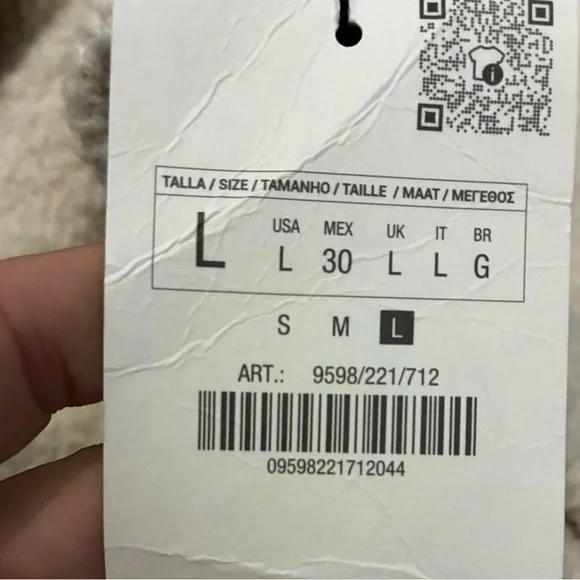 TALLA / SIZE / TAMANHO / TAILLE / MAAT / ΜΕΓΕΘΟΣ
USA MEX UK IT BR
L L 30 L L G
S M L
ART.: 9598/221/712
09598221712044